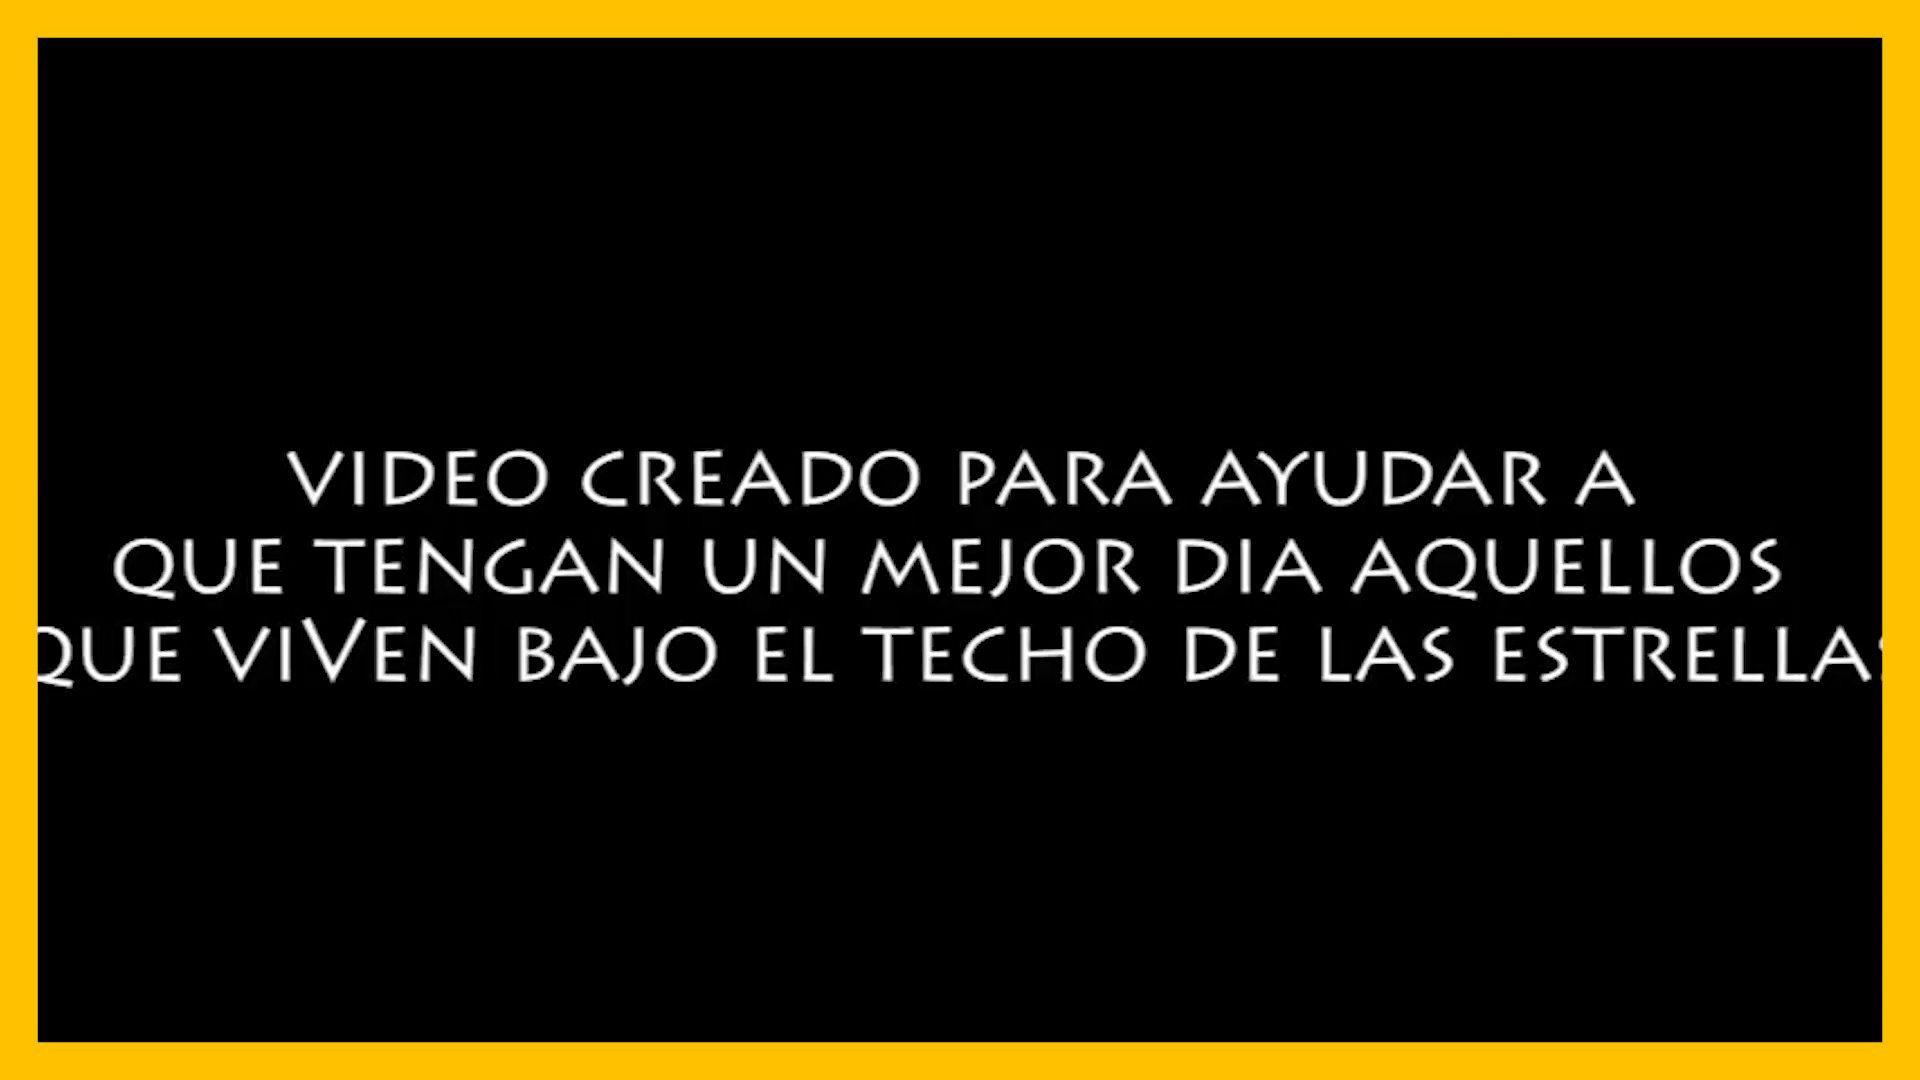 VIDEO CREADO PARA AYUDAR A
QUE TENGAN UN MEJOR DIA AQUELLOS
QUE VIVEN BAJO EL TECHO DE LAS ESTRELLAS